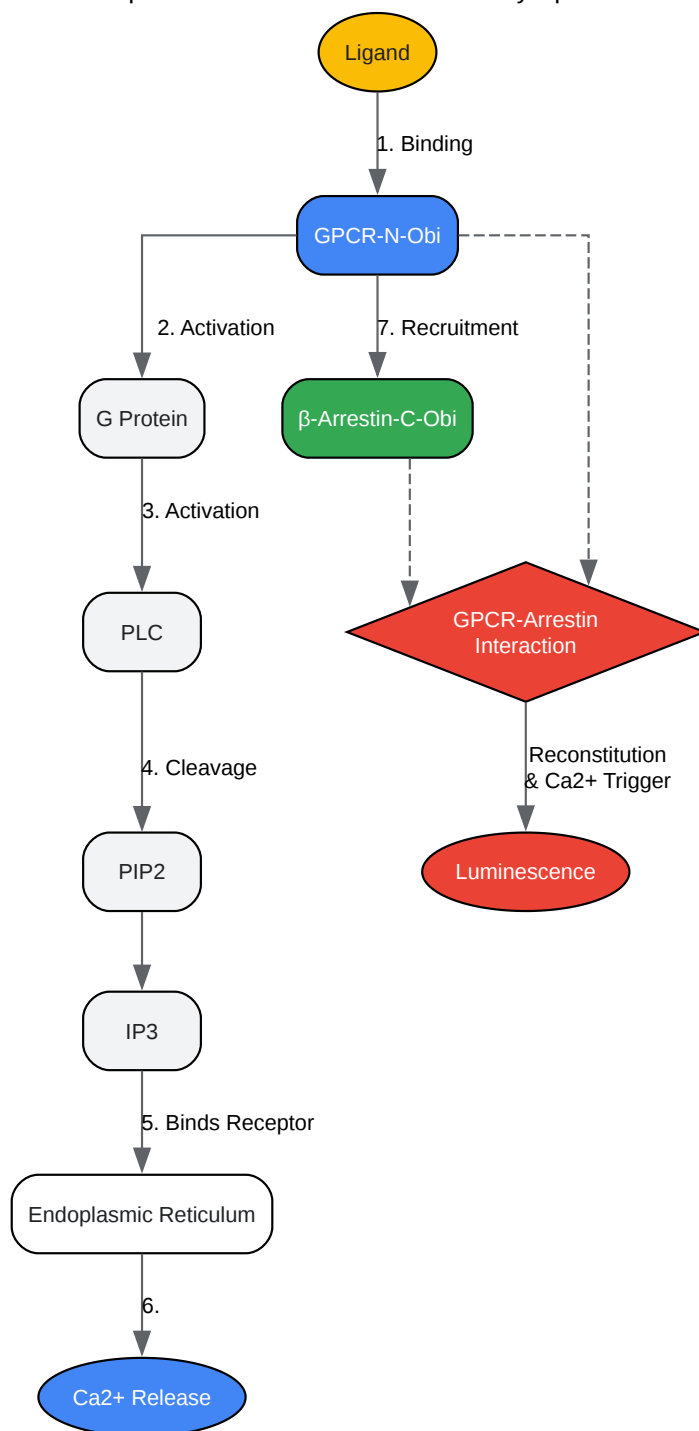 Ligand
1. Binding
GPCR-N-Obi
2. Activation
7. Recruitment
G Protein
β-Arrestin-C-Obi
3. Activation
PLC
GPCR-Arrestin
Interaction
4. Cleavage
Reconstitution
& Ca2+ Trigger
PIP2
Luminescence
IP3
5. Binds Receptor
Endoplasmic Reticulum
6.
Ca2+ Release